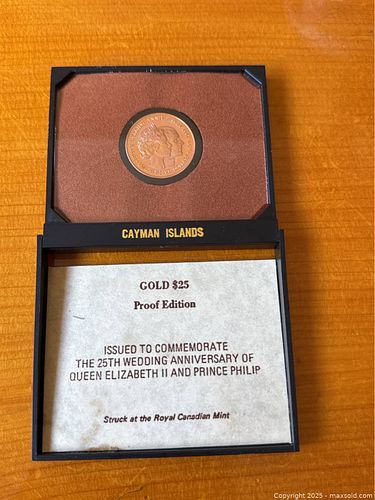 CAYMAN ISLANDS
GOLD $25
Proof Edition
ISSUED TO COMMEMORATE
THE 25TH WEDDING ANNIVERSARY OF
QUEEN ELIZABETH II AND PRINCE PHILIP
Struck at the Royal Canadian Mint
Copyright 2025 - maxsold.com